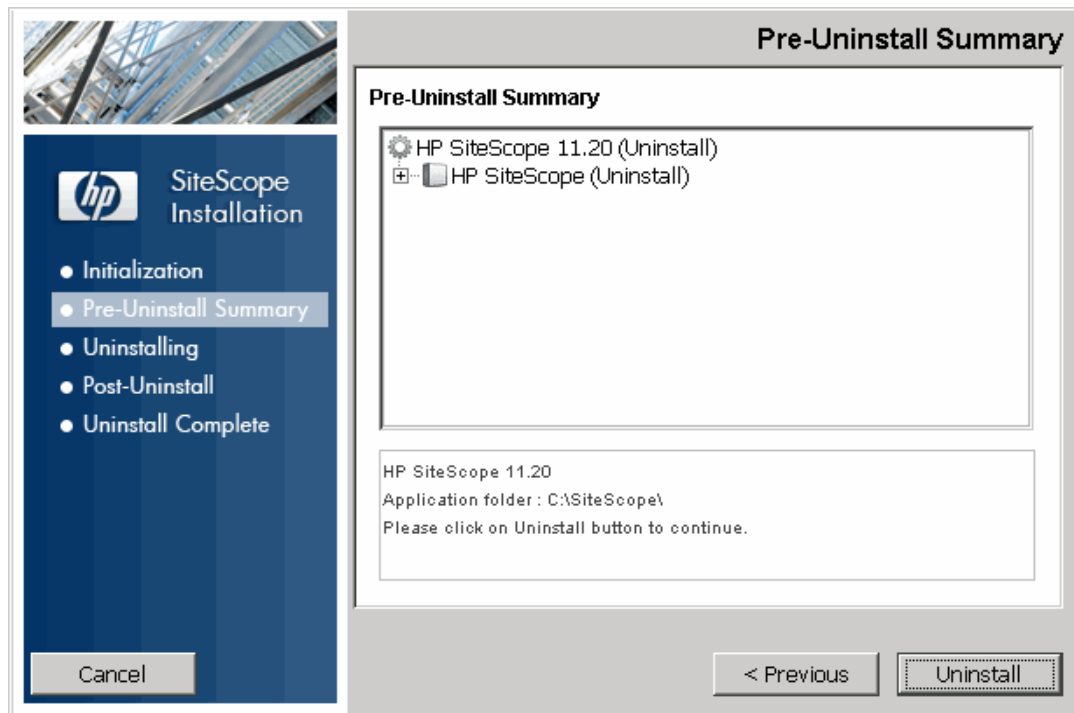 Pre-Uninstall Summary
hp
SiteScope
Installation
Initialization
Pre-Uninstall Summary
Uninstalling
Post-Uninstall
Uninstall Complete
Pre-Uninstall Summary
HP SiteScope 11.20 (Uninstall)
HP SiteScope (Uninstall)
HP SiteScope 11.20
Application folder : C:\SiteScope\
Please click on Uninstall button to continue.
Cancel
< Previous
Uninstall